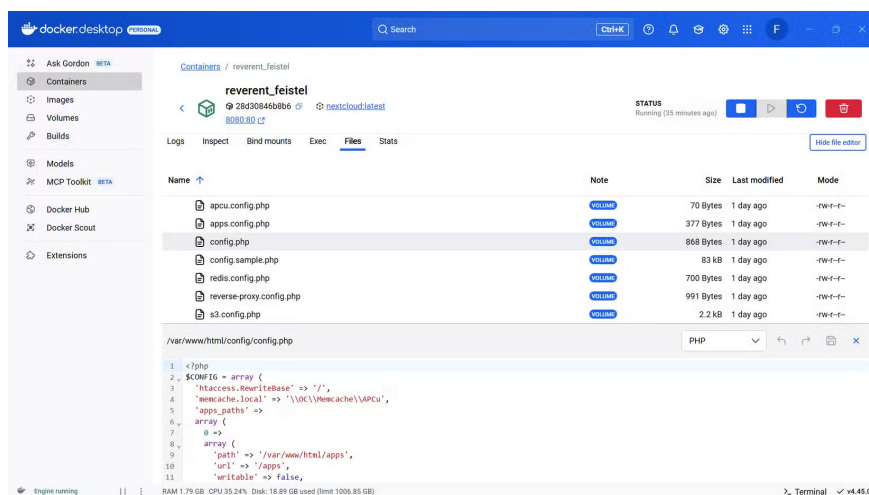 docker.desktop PERSONAL
Search
Ctrl+K
F
Ask Gordon BETA
Containers
Images
Volumes
Builds
Models
MCP Toolkit BETA
Docker Hub
Docker Scout
Extensions
Containers / reverent_feistel
reverent_feistel
28d30846b8b6 nextcloud:latest
8080:80
STATUS
Running (35 minutes ago)
Logs Inspect Bind mounts Exec Files Stats
Hide file editor
Name Note Size Last modified Mode
apcu.config.php VOLUME 70 Bytes 1 day ago -rw-r--r--
apps.config.php VOLUME 377 Bytes 1 day ago -rw-r--r--
config.php VOLUME 868 Bytes 1 day ago -rw-r--r--
config.sample.php VOLUME 83 kB 1 day ago -rw-r--r--
redis.config.php VOLUME 700 Bytes 1 day ago -rw-r--r--
reverse-proxy.config.php VOLUME 991 Bytes 1 day ago -rw-r--r--
s3.config.php VOLUME 2.2 kB 1 day ago -rw-r--r--
/var/www/html/config/config.php
PHP
1 <?php
2 $CONFIG = array (
3 'htaccess.RewriteBase' => '/',
4 'memcache.local' => '\\OC\\Memcache\\APCu',
5 'apps_paths' =>
6 array (
7 0 =>
8 array (
9 'path' => '/var/www/html/apps',
10 'url' => '/apps',
11 'writable' => false,
Engine running
RAM 1.79 GB CPU 35.24% Disk: 18.89 GB used (limit 1006.85 GB)
>_ Terminal
v4.45.0